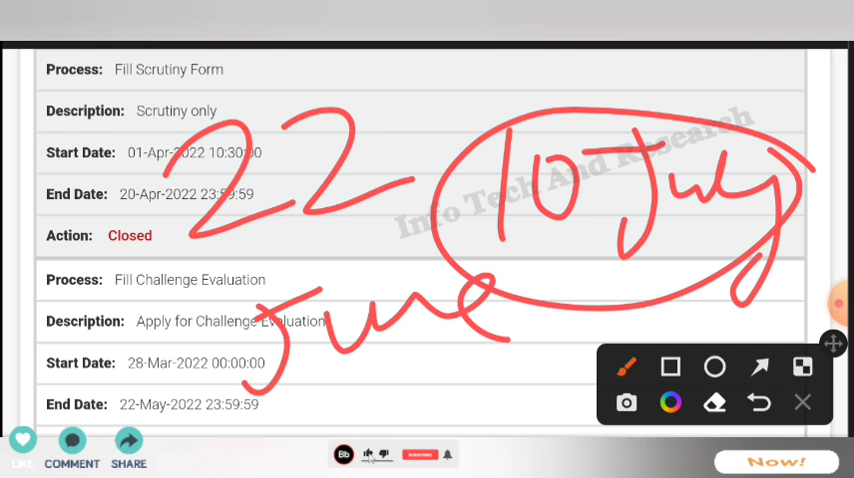 Process: Fill Scrutiny Form
Description: Scrutiny only
Start Date: 01-Apr-2022 10:30:00
End Date: 20-Apr-2022 23:59:59
Action: Closed
22
10 July
June
Info Tech And Research
Process: Fill Challenge Evaluation
Description: Apply for Challenge Evaluation
Start Date: 28-Mar-2022 00:00:00
End Date: 22-May-2022 23:59:59
LIKE COMMENT SHARE
Bb
SUBSCRIBE
Now!